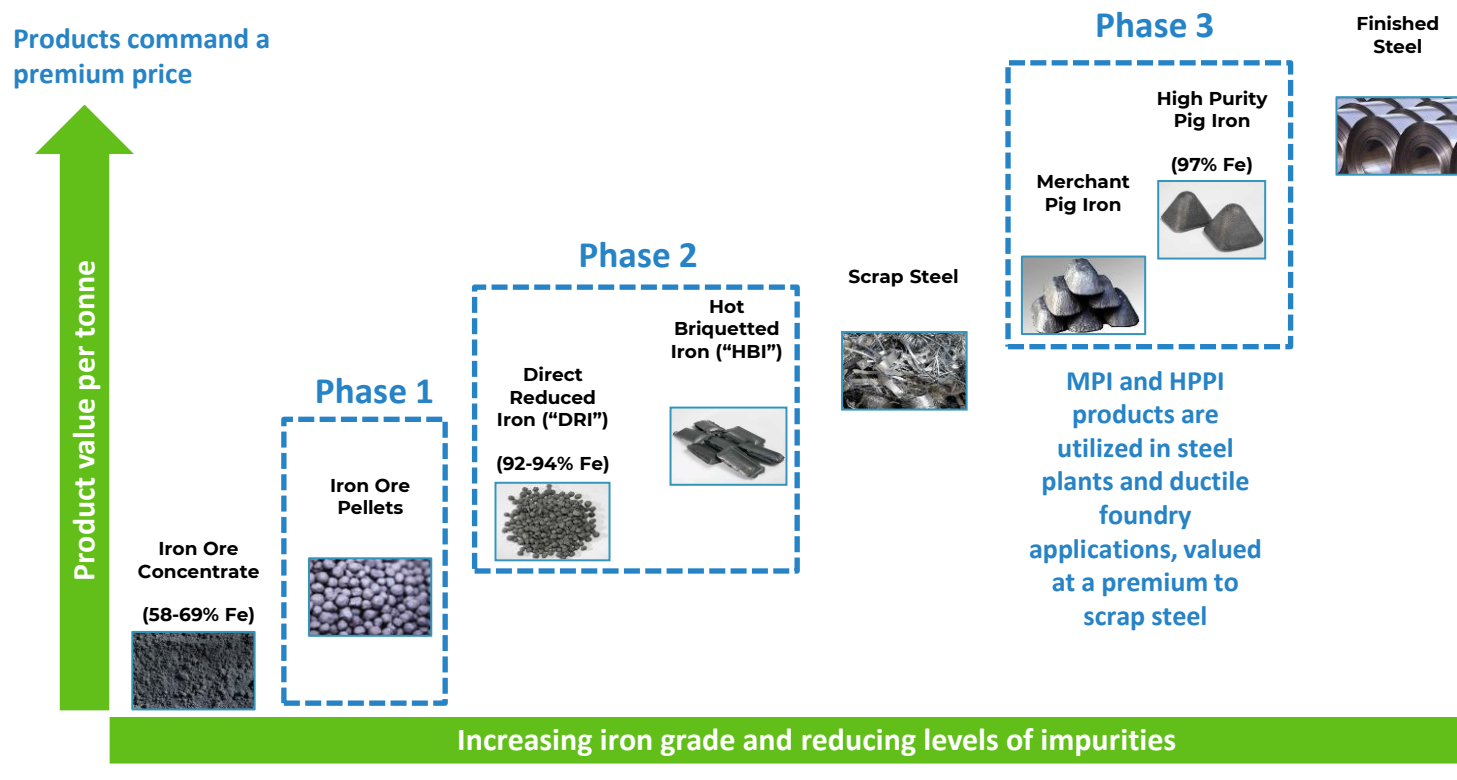 Products command a
premium price
Product value per tonne
Iron Ore
Concentrate
(58-69% Fe)
Phase 1
Iron Ore
Pellets
Phase 2
Direct
Reduced
Iron (“DRI”)
(92-94% Fe)
Hot
Briquetted
Iron (“HBI”)
Scrap Steel
Phase 3
Merchant
Pig Iron
High Purity
Pig Iron
(97% Fe)
MPI and HPPI
products are
utilized in steel
plants and ductile
foundry
applications, valued
at a premium to
scrap steel
Finished
Steel
Increasing iron grade and reducing levels of impurities